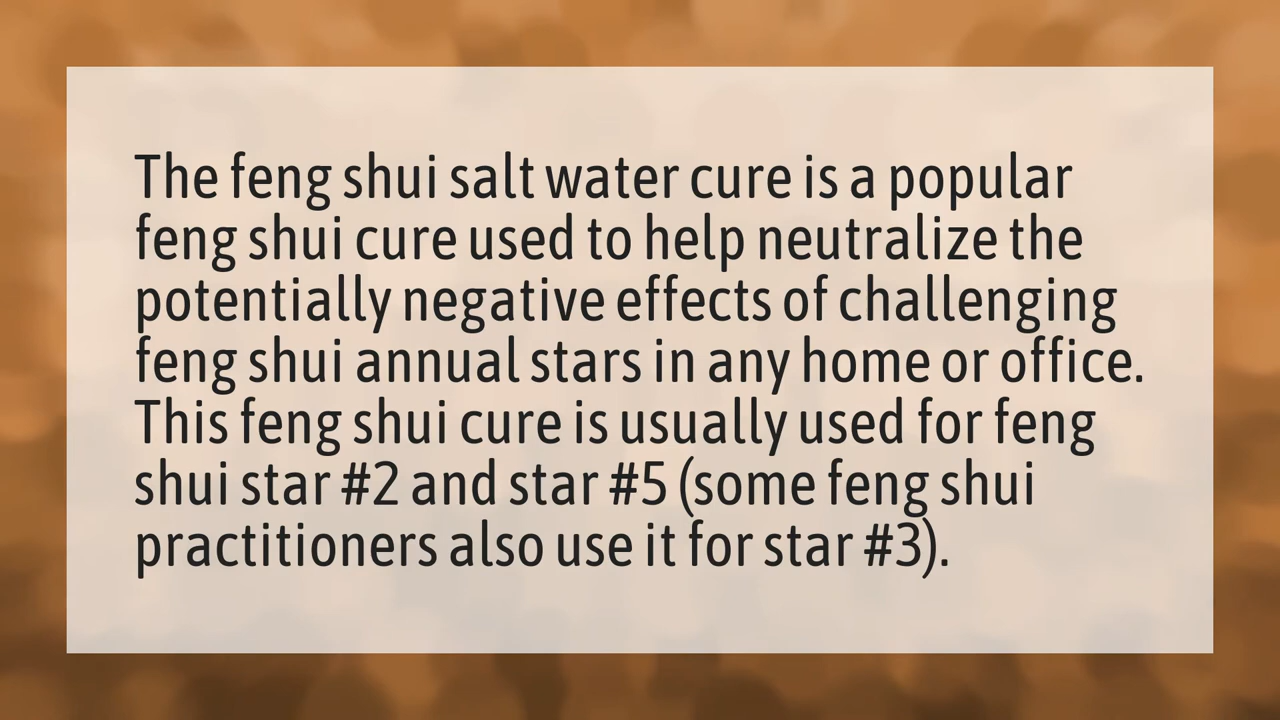 The feng shui salt water cure is a popular
feng shui cure used to help neutralize the
potentially negative effects of challenging
feng shui annual stars in any home or office.
This feng shui cure is usually used for feng
shui star #2 and star #5 (some feng shui
practitioners also use it for star #3).